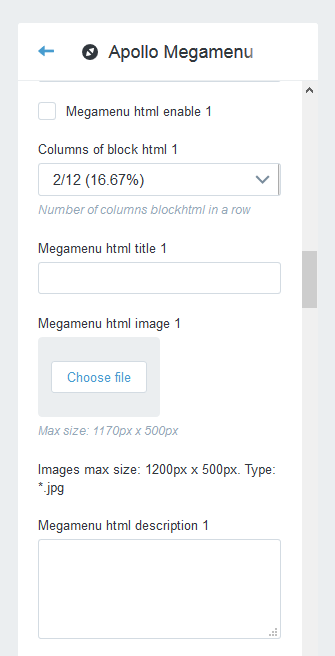 Apollo Megamenu
Megamenu html enable 1
Columns of block html 1
2/12 (16.67%)
Number of columns blockhtml in a row
Megamenu html title 1
Megamenu html image 1
Choose file
Max size: 1170px x 500px
Images max size: 1200px x 500px. Type:
*.jpg
Megamenu html description 1